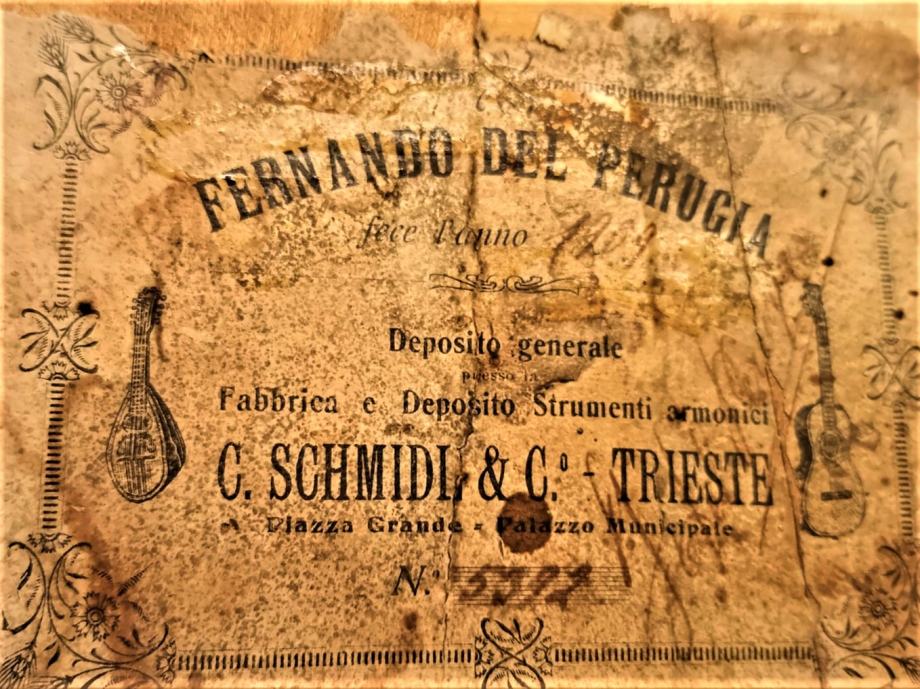 FERNANDO DEL PERUGIA
fece l'anno
Deposito generale
presso la
Fabbrica e Deposito Strumenti armonici
C. SCHMIDL & C.º - TRIESTE
Piazza Grande - Palazzo Municipale
N.º